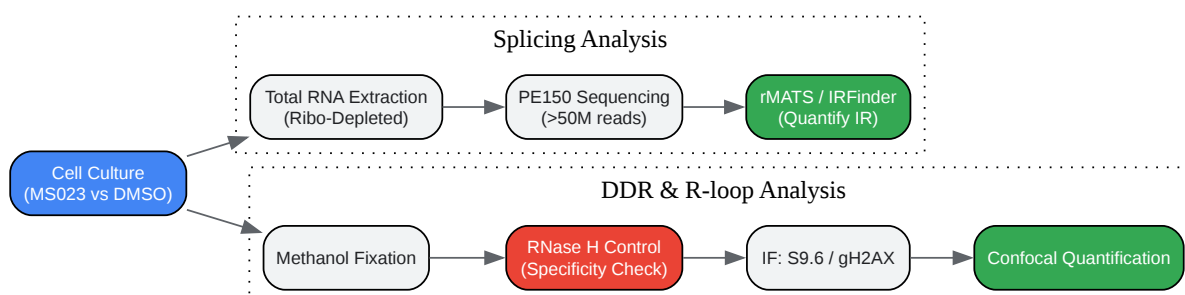 Splicing Analysis
Total RNA Extraction
(Ribo-Depleted)
PE150 Sequencing
(>50M reads)
rMATS / IRFinder
(Quantify IR)
Cell Culture
(MS023 vs DMSO)
DDR & R-loop Analysis
Methanol Fixation
RNase H Control
(Specificity Check)
IF: S9.6 / gH2AX
Confocal Quantification